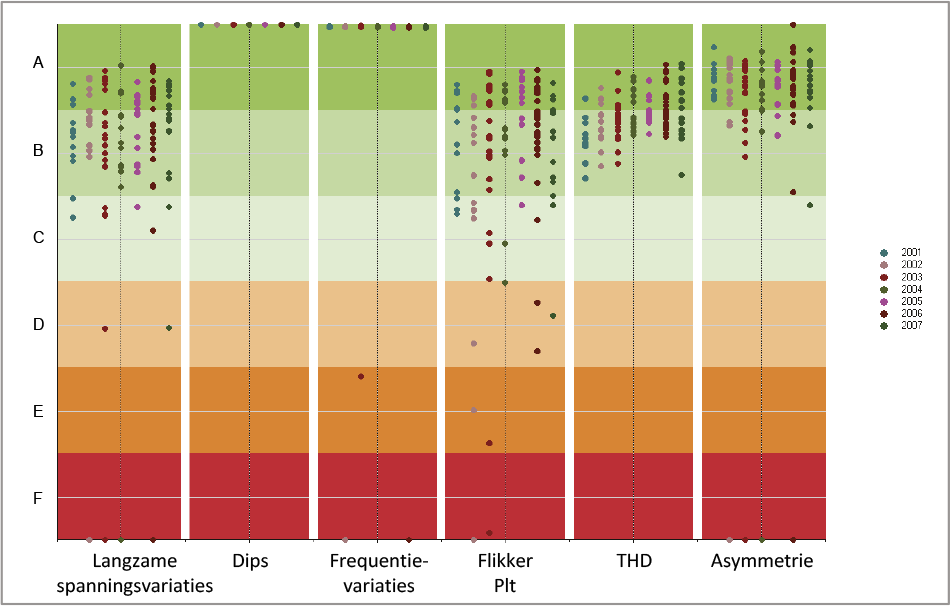 A
B
C
D
E
F
2001
2002
2003
2004
2005
2006
2007
Langzame
spanningsvariaties
Dips
Frequentie-
variaties
Flikker
Plt
THD
Asymmetrie